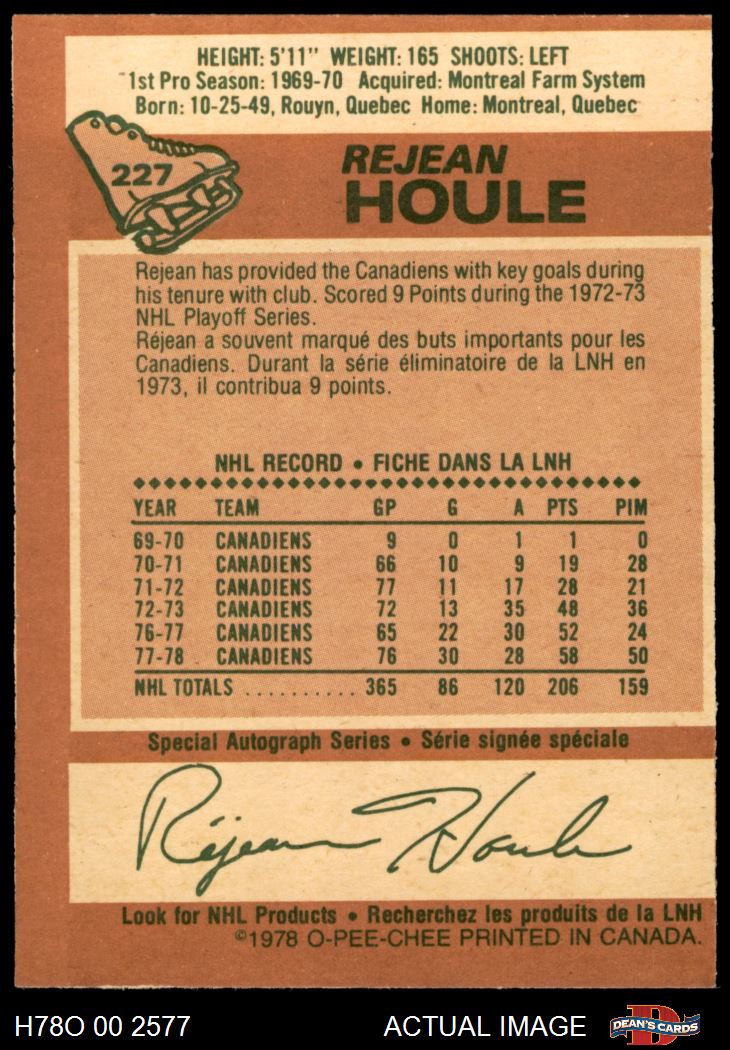 HEIGHT: 5'11" WEIGHT: 165 SHOOTS: LEFT
1st Pro Season: 1969-70 Acquired: Montreal Farm System
Born: 10-25-49, Rouyn, Quebec Home: Montreal, Quebec
227
REJEAN
HOULE
Rejean has provided the Canadiens with key goals during
his tenure with club. Scored 9 Points during the 1972-73
NHL Playoff Series.
Réjean a souvent marqué des buts importants pour les
Canadiens. Durant la série éliminatoire de la LNH en
1973, il contribua 9 points.
NHL RECORD • FICHE DANS LA LNH
YEAR TEAM GP G A PTS PIM
69-70 CANADIENS 9 0 1 1 0
70-71 CANADIENS 66 10 9 19 28
71-72 CANADIENS 77 11 17 28 21
72-73 CANADIENS 72 13 35 48 36
76-77 CANADIENS 65 22 30 52 24
77-78 CANADIENS 76 30 28 58 50
NHL TOTALS .......... 365 86 120 206 159
Special Autograph Series • Série signée spéciale
Réjean Houle
Look for NHL Products • Recherchez les produits de la LNH
©1978 O-PEE-CHEE PRINTED IN CANADA.
H78O 00 2577 ACTUAL IMAGE D DEAN'S CARDS